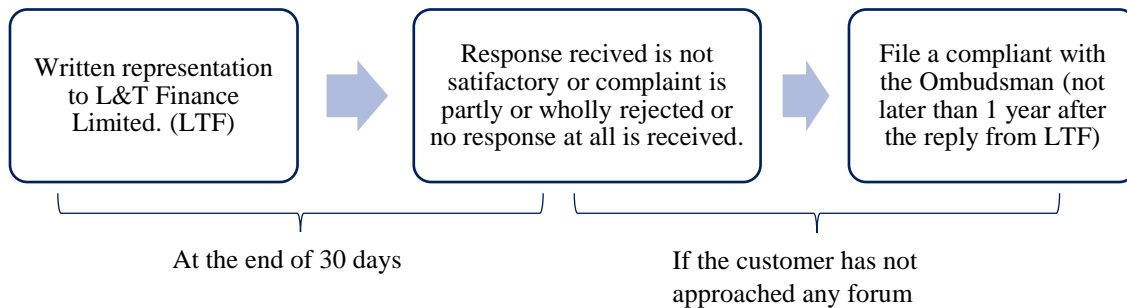 Written representation
to L&T Finance
Limited. (LTF)
Response recived is not
satifactory or complaint is
partly or wholly rejected or
no response at all is received.
File a compliant with
the Ombudsman (not
later than 1 year after
the reply from LTF)
At the end of 30 days
If the customer has not
approached any forum